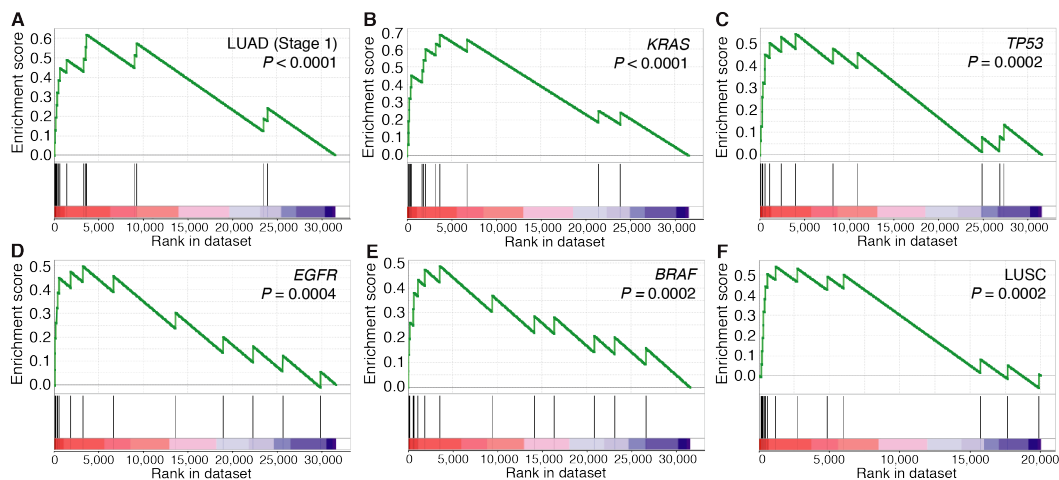 A
Enrichment score
0.6
0.5
0.4
0.3
0.2
0.1
0.0
LUAD (Stage 1)
P < 0.0001
0 5,000 10,000 15,000 20,000 25,000 30,000
Rank in dataset
B
Enrichment score
0.7
0.6
0.5
0.4
0.3
0.2
0.1
0.0
KRAS
P < 0.0001
0 5,000 10,000 15,000 20,000 25,000 30,000
Rank in dataset
C
Enrichment score
0.5
0.4
0.3
0.2
0.1
0.0
TP53
P = 0.0002
0 5,000 10,000 15,000 20,000 25,000 30,000
Rank in dataset
D
Enrichment score
0.5
0.4
0.3
0.2
0.1
0.0
EGFR
P = 0.0004
0 5,000 10,000 15,000 20,000 25,000 30,000
Rank in dataset
E
Enrichment score
0.5
0.4
0.3
0.2
0.1
0.0
BRAF
P = 0.0002
0 5,000 10,000 15,000 20,000 25,000 30,000
Rank in dataset
F
Enrichment score
0.5
0.4
0.3
0.2
0.1
0.0
LUSC
P = 0.0002
0 5,000 10,000 15,000 20,000
Rank in dataset